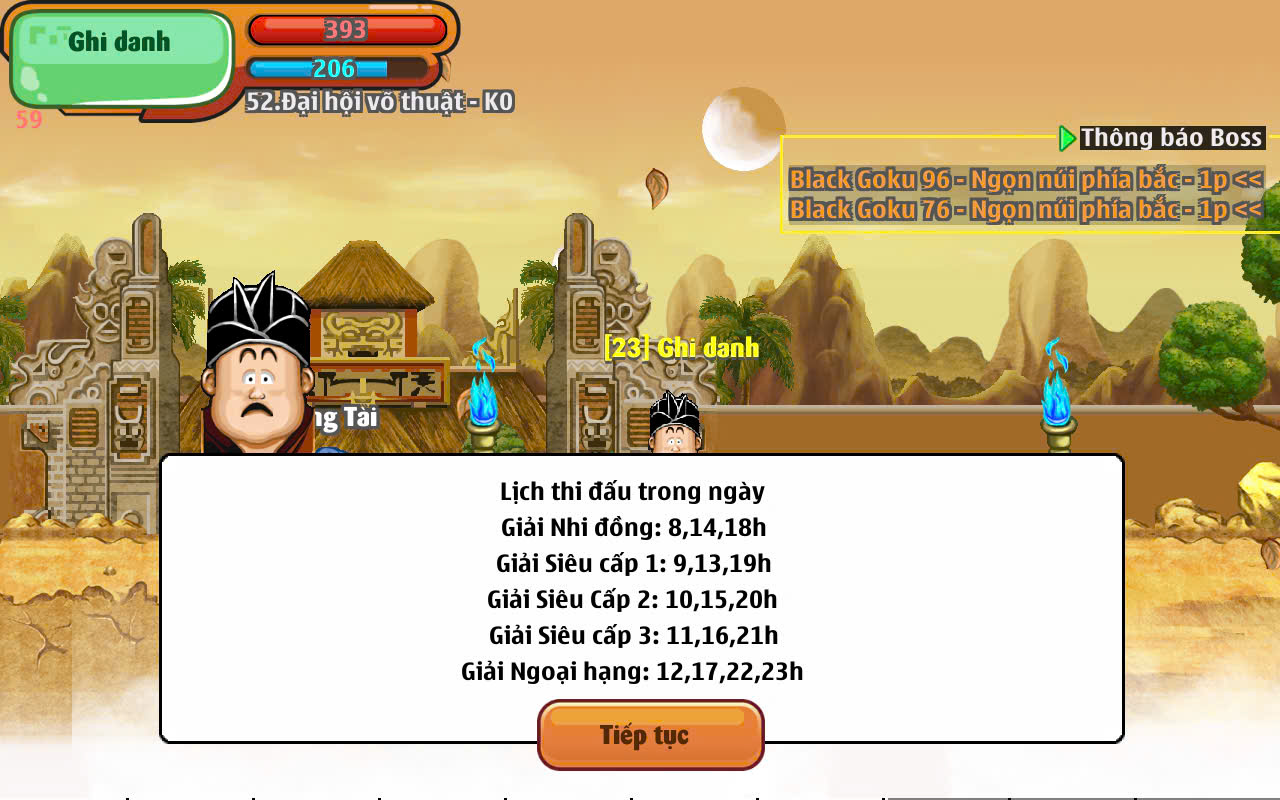 Ghi danh
393
206
52.Đại hội võ thuật - K0
59
Thông báo Boss
Black Goku 96 - Ngọn núi phía bắc - 1p <<
Black Goku 76 - Ngọn núi phía bắc - 1p <<
[23] Ghi danh
ng Tài
Lịch thi đấu trong ngày
Giải Nhi đồng: 8,14,18h
Giải Siêu cấp 1: 9,13,19h
Giải Siêu Cấp 2: 10,15,20h
Giải Siêu cấp 3: 11,16,21h
Giải Ngoại hạng: 12,17,22,23h
Tiếp tục